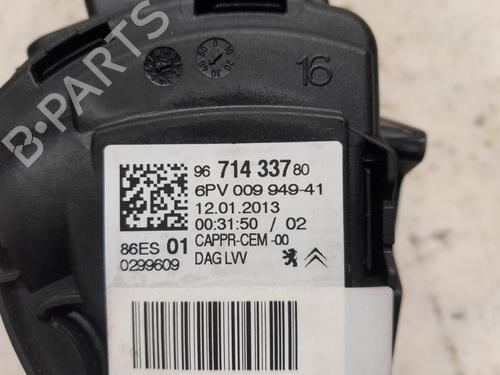 B-PARTS
16
96 714 337 80
6PV 009 949-41
12.01.2013
00:31:50 / 02
86ES 01 CAPPR-CEM -00
0299609 DAG LVV